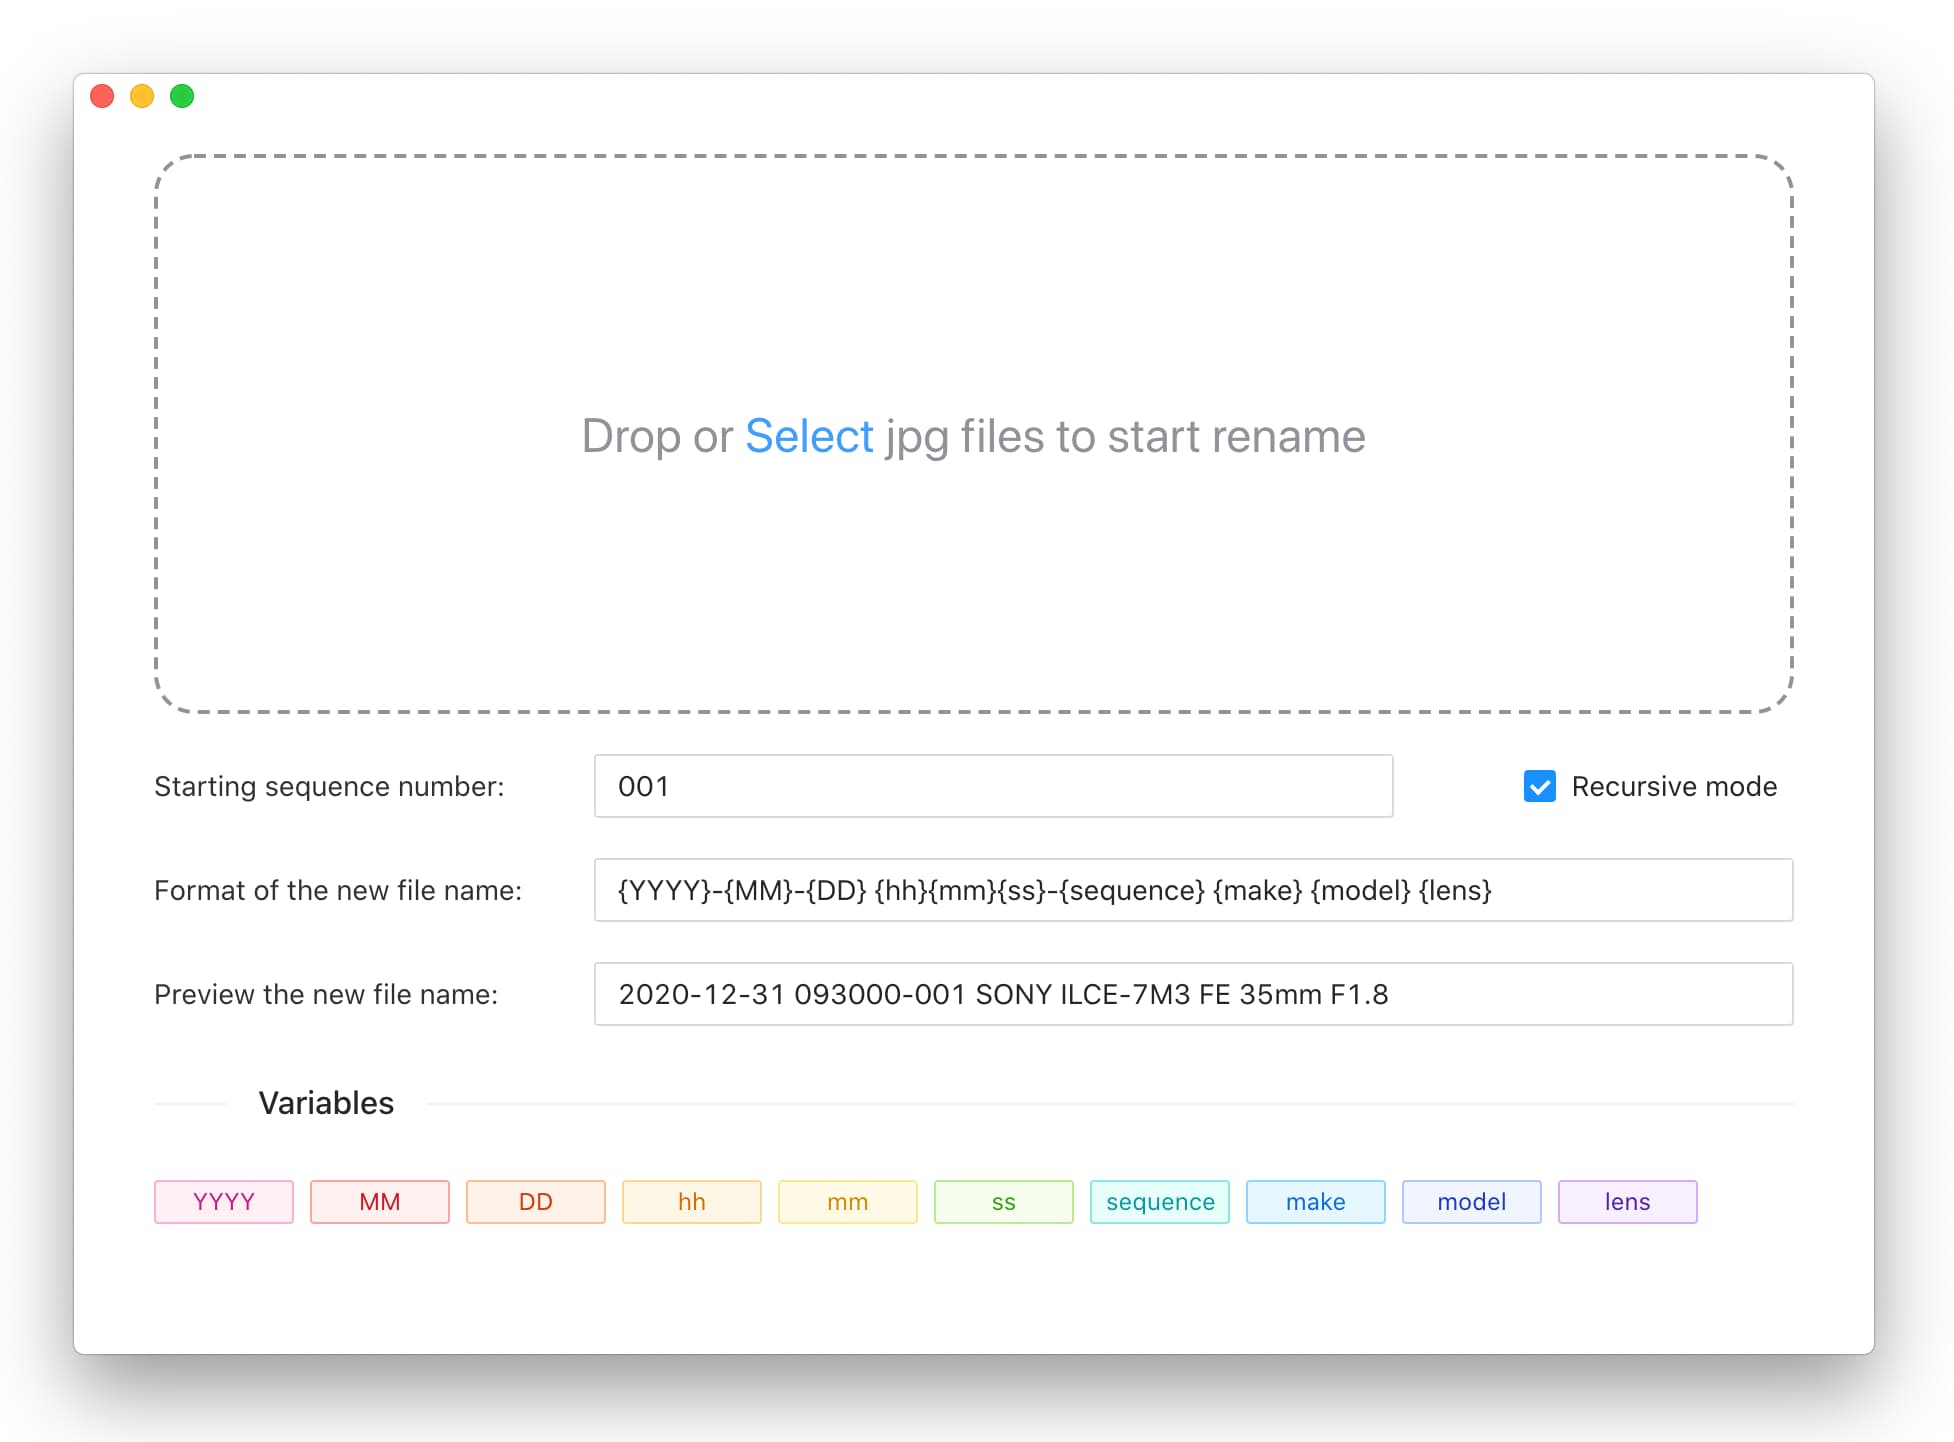 Drop or Select jpg files to start rename
Starting sequence number:
001
Recursive mode
Format of the new file name:
{YYYY}-{MM}-{DD} {hh}{mm}{ss}-{sequence} {make} {model} {lens}
Preview the new file name:
2020-12-31 093000-001 SONY ILCE-7M3 FE 35mm F1.8
Variables
YYYY
MM
DD
hh
mm
ss
sequence
make
model
lens